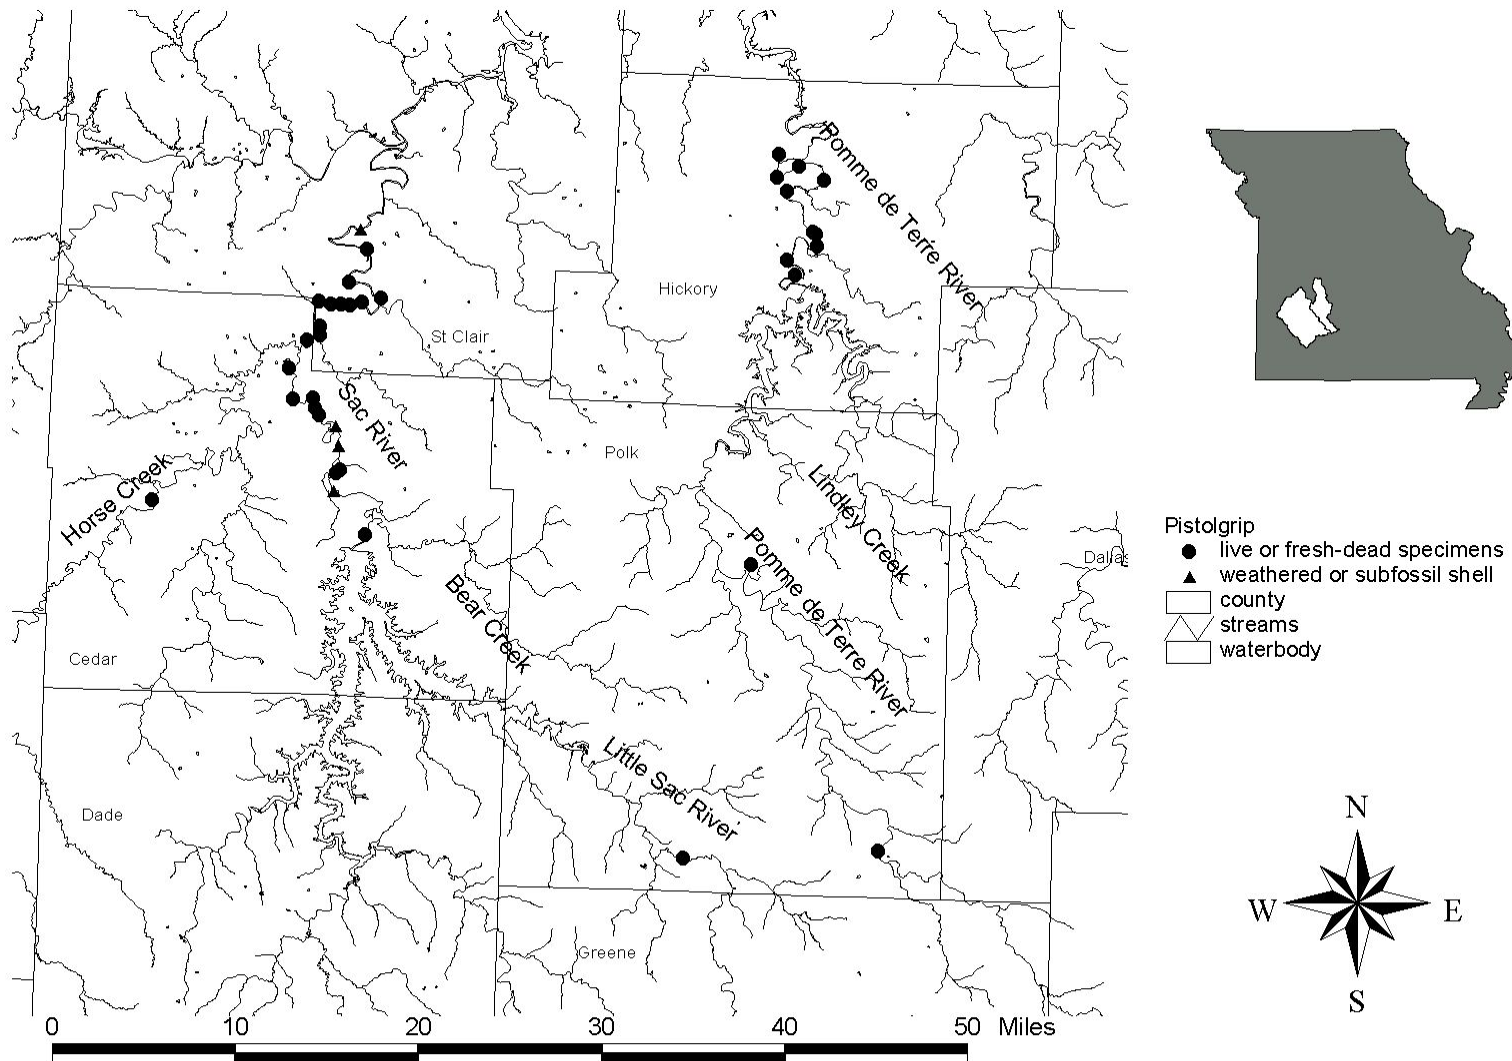 Pomme de Terre River
Hickory
St Clair
Sac River
Polk
Horse Creek
Lindley Creek
Pomme de Terre River
Dallas
Bear Creek
Cedar
Little Sac River
Dade
Greene
Pistolgrip
live or fresh-dead specimens
weathered or subfossil shell
county
streams
waterbody
N
W E
S
0 10 20 30 40 50 Miles